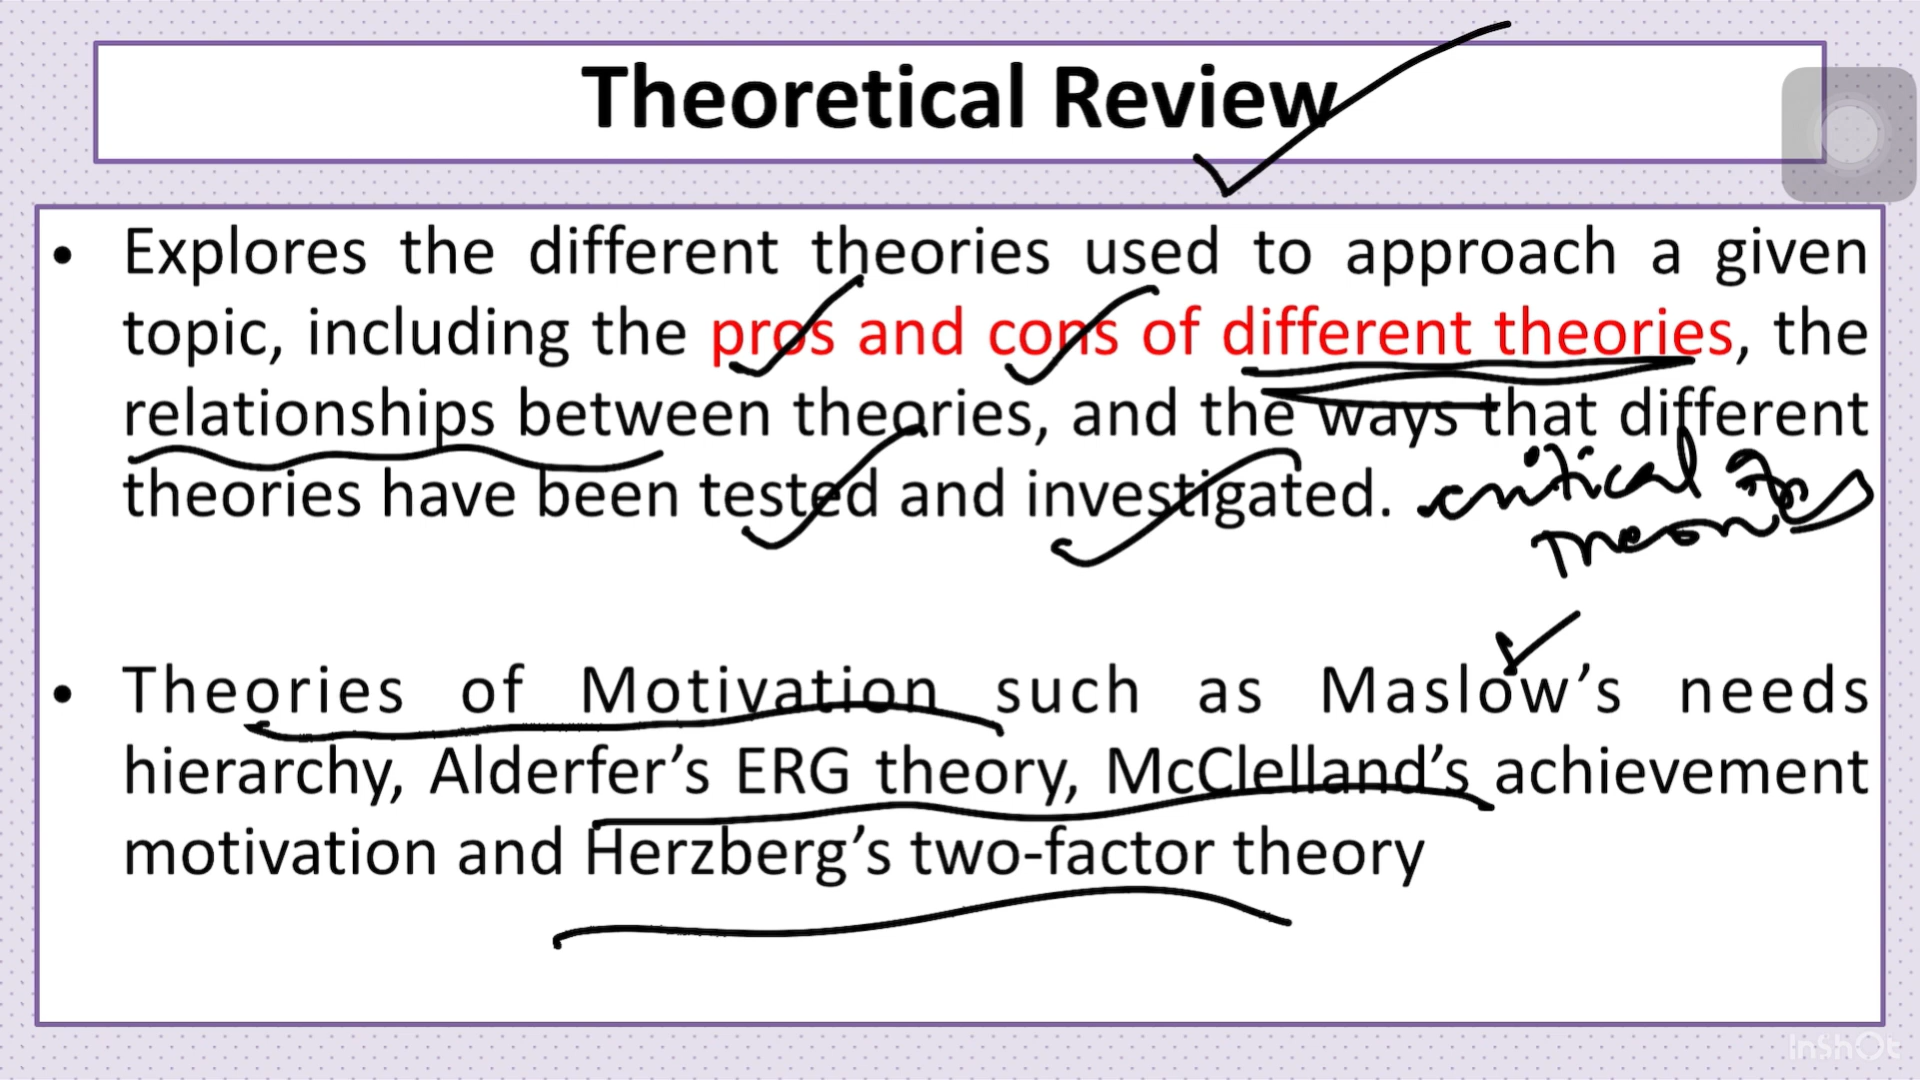 Theoretical Review
• Explores the different theories used to approach a given
topic, including the pros and cons of different theories, the
relationships between theories, and the ways that different
theories have been tested and investigated.
critical
• Theories of Motivation such as Maslow’s needs
hierarchy, Alderfer’s ERG theory, McClelland’s achievement
motivation and Herzberg’s two-factor theory
InShOt